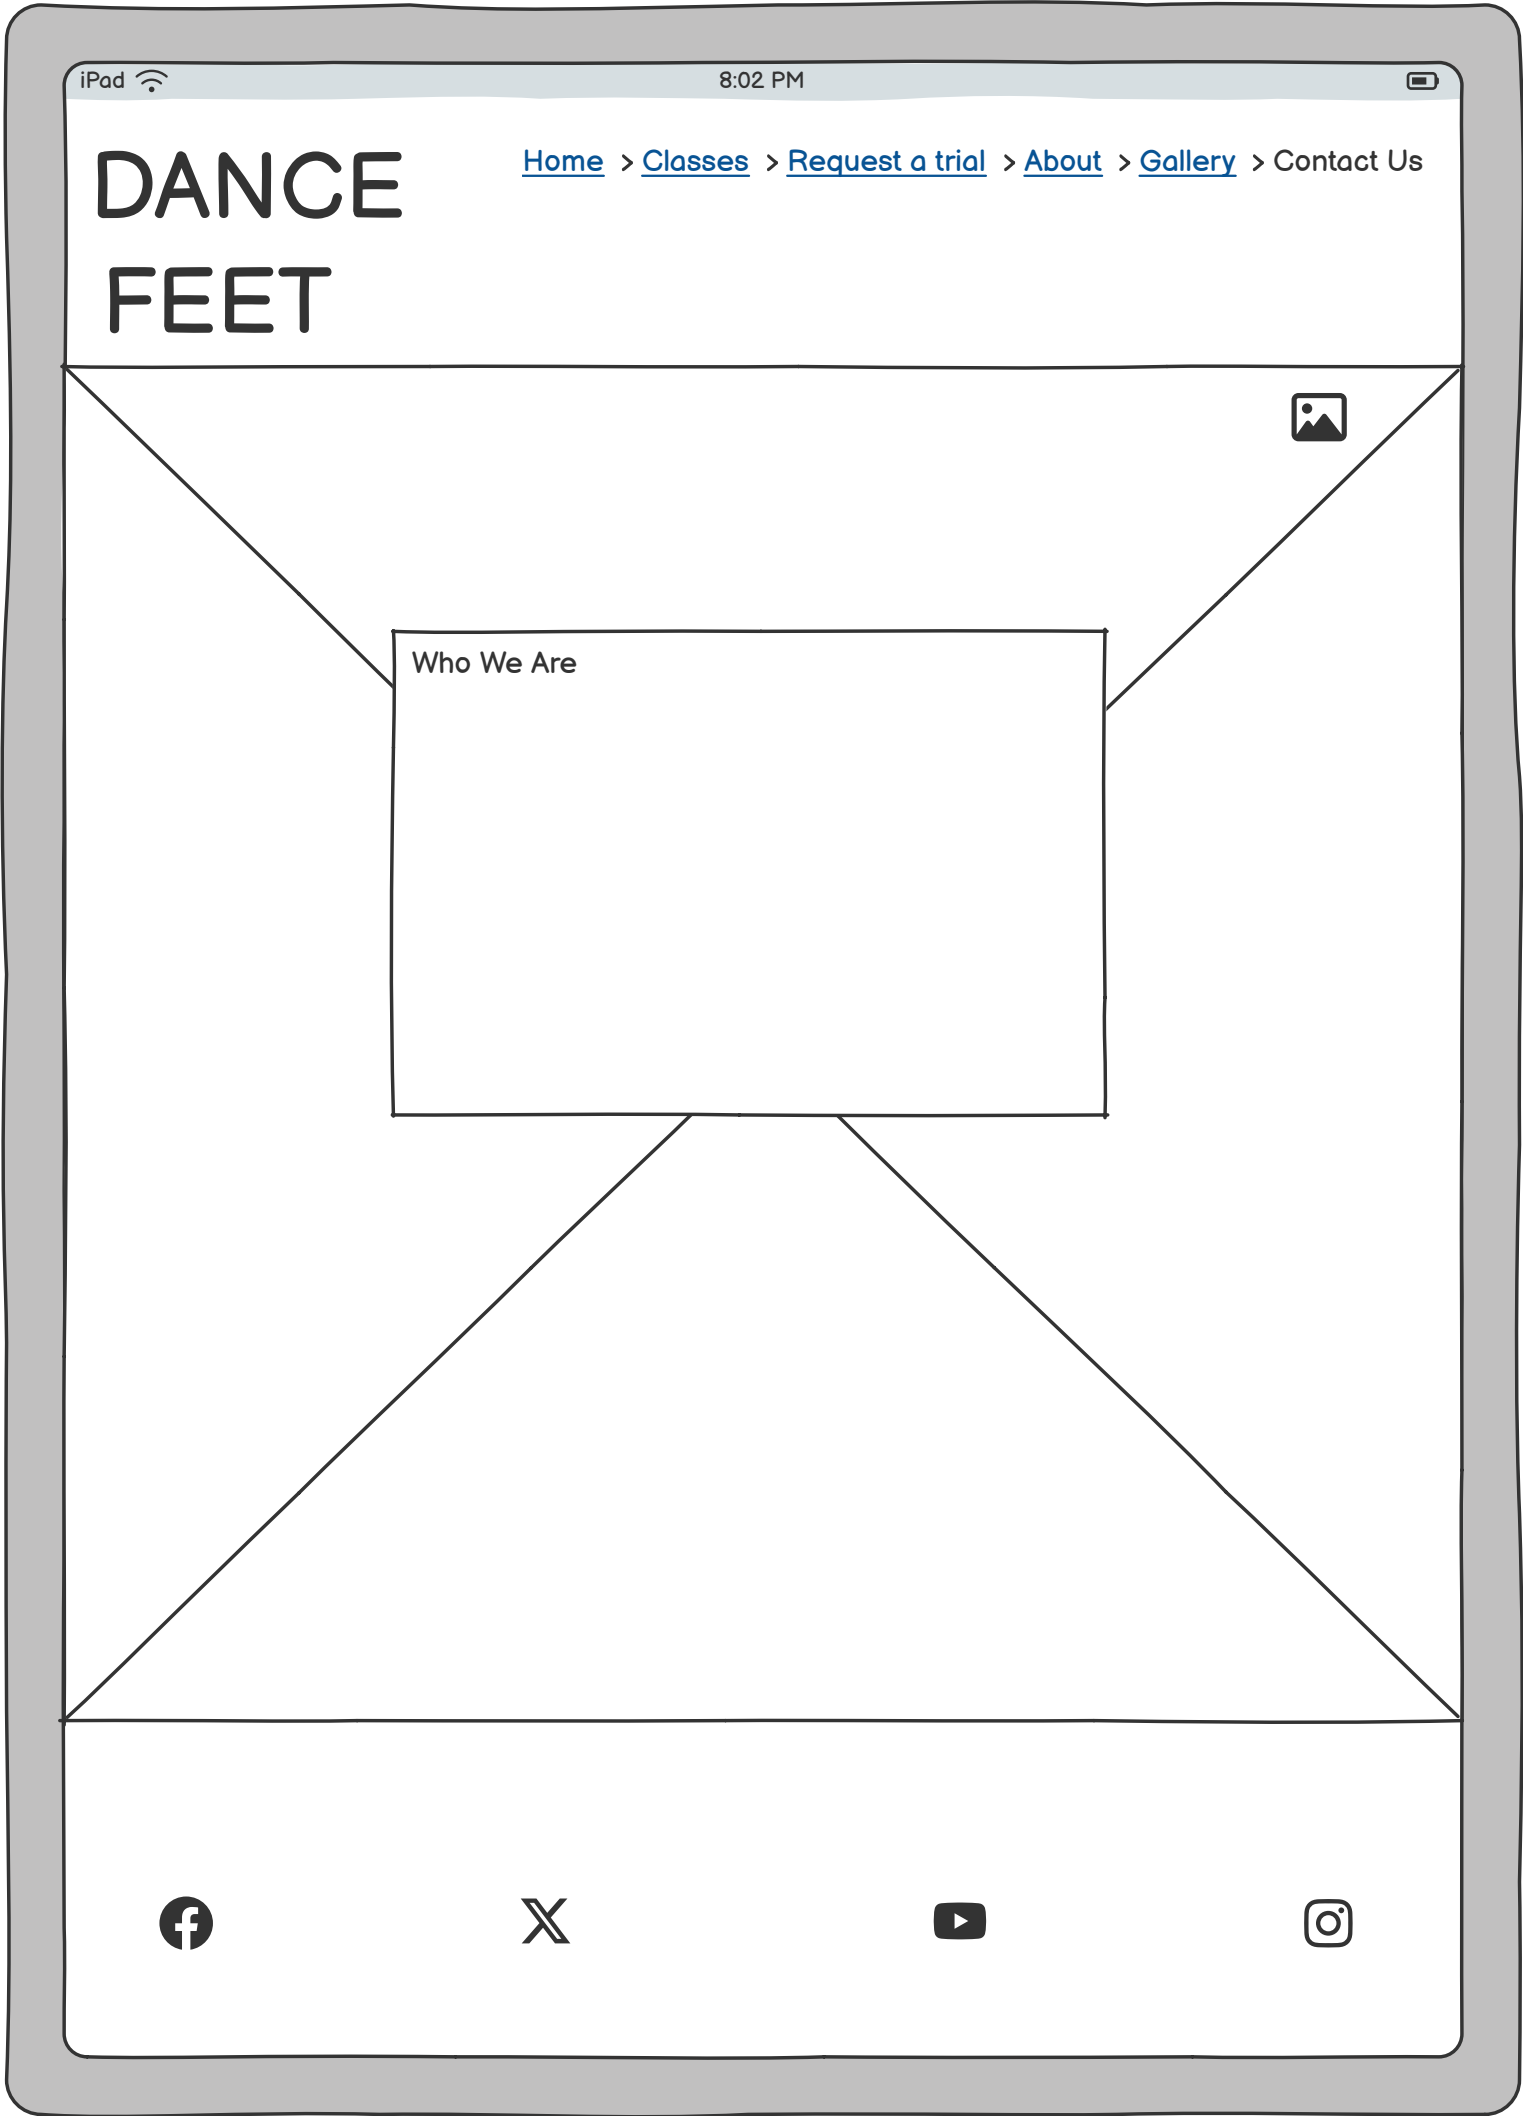 iPad 8:02 PM
DANCE
FEET
Home > Classes > Request a trial > About > Gallery > Contact Us
Who We Are